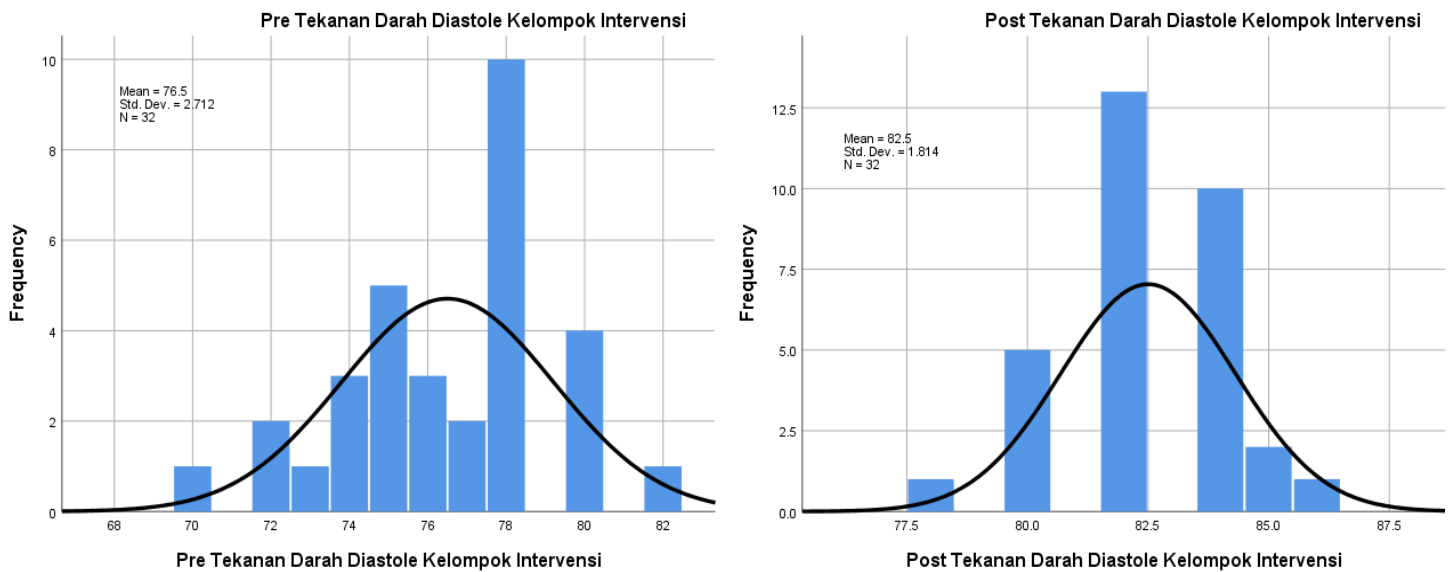 Pre Tekanan Darah Diastole Kelompok Intervensi
Mean = 76.5
Std. Dev. = 2.712
N = 32
Frequency
10
8
6
4
2
0
68 70 72 74 76 78 80 82
Pre Tekanan Darah Diastole Kelompok Intervensi
Post Tekanan Darah Diastole Kelompok Intervensi
Mean = 82.5
Std. Dev. = 1.814
N = 32
Frequency
12.5
10.0
7.5
5.0
2.5
0.0
77.5 80.0 82.5 85.0 87.5
Post Tekanan Darah Diastole Kelompok Intervensi